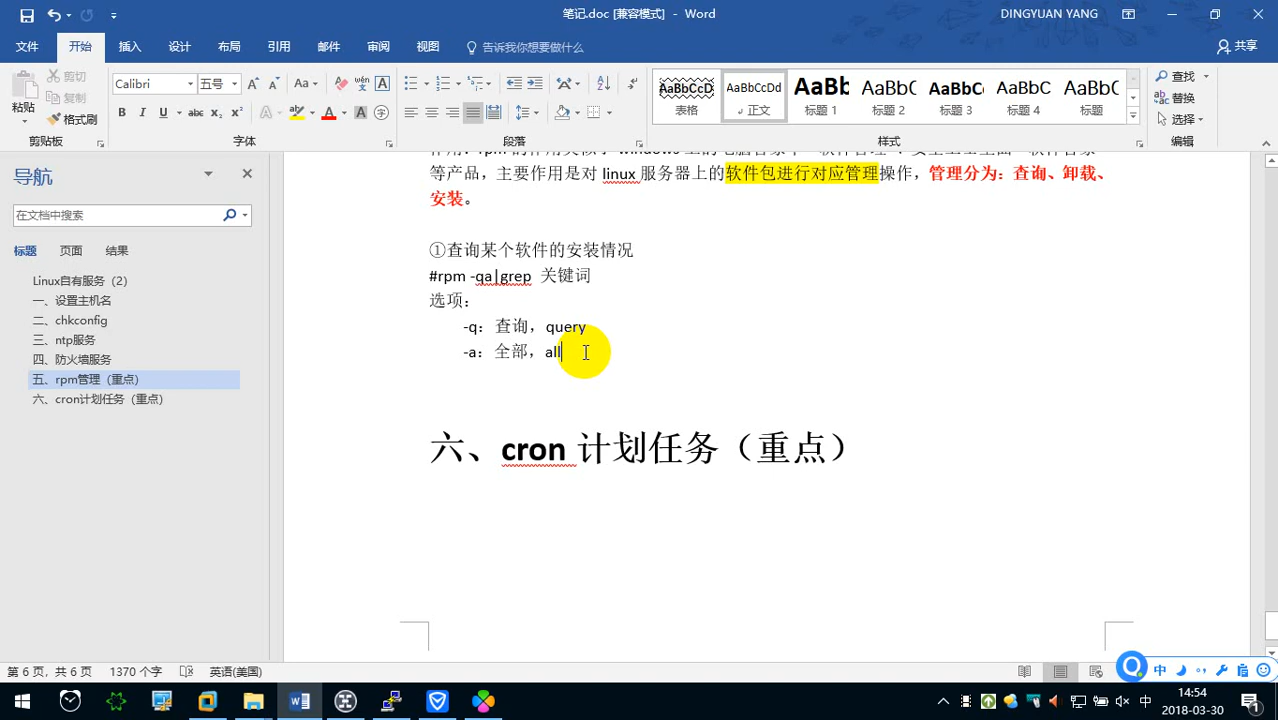 笔记.doc [兼容模式] - Word
DINGYUAN YANG
文件
开始
插入
设计
布局
引用
邮件
审阅
视图
告诉我你想要做什么
共享
粘贴
剪切
复制
格式刷
剪贴板
Calibri
五号
字体
段落
AaBbCcD
表格
AaBbCcDd
正文
AaBb
标题 1
AaBbC
标题 2
AaBbC
标题 3
AaBbC
标题 4
AaBbC
标题
样式
查找
替换
选择
编辑
导航
在文档中搜索
标题
页面
结果
Linux自有服务（2）
一、设置主机名
二、chkconfig
三、ntp服务
四、防火墙服务
五、rpm管理（重点）
六、cron计划任务（重点）
等产品，主要作用是对 linux 服务器上的软件包进行对应管理操作，管理分为：查询、卸载、
安装。
①查询某个软件的安装情况
#rpm -qa|grep 关键词
选项：
-q：查询，query
-a：全部，all
六、cron 计划任务（重点）
第 6 页，共 6 页
1370 个字
英语(美国)
中
中
14:54
2018-03-30